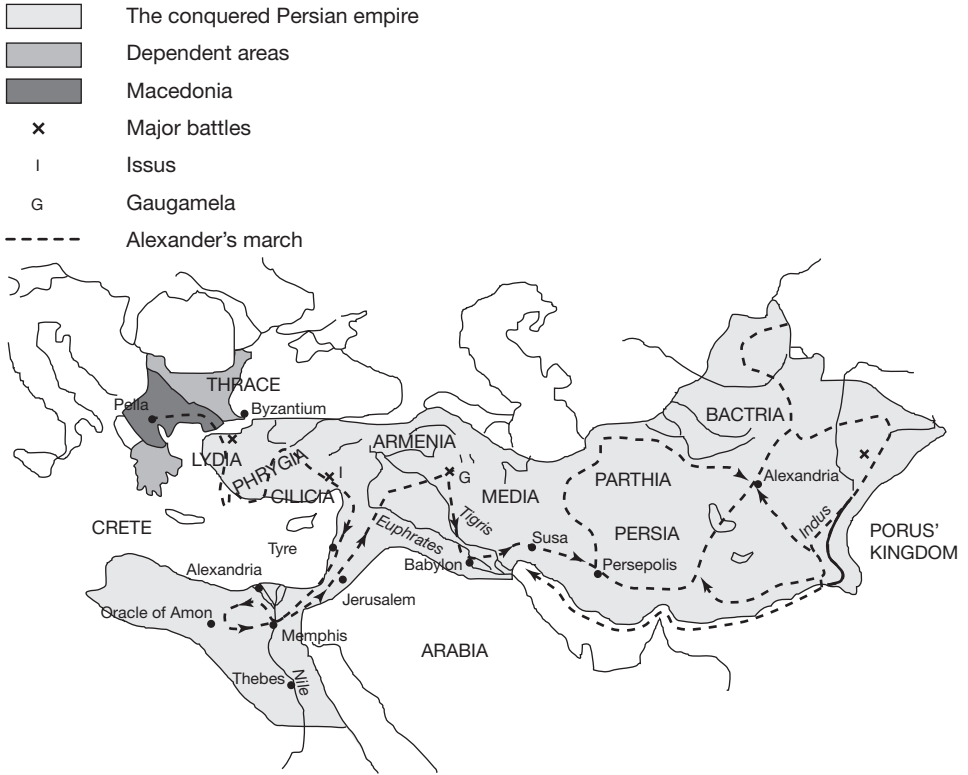 The conquered Persian empire
Dependent areas
Macedonia
× Major battles
I Issus
G Gaugamela
Alexander's march
THRACE
Pella
Byzantium
BACTRIA
ARMENIA
LYDIA
PHRYGIA
I
G
PARTHIA
Alexandria
CILICIA
MEDIA
CRETE
Tigris
Indus
PORUS'
KINGDOM
Euphrates
PERSIA
Susa
Tyre
Babylon
Persepolis
Alexandria
Jerusalem
Oracle of Amon
Memphis
ARABIA
Thebes
Nile